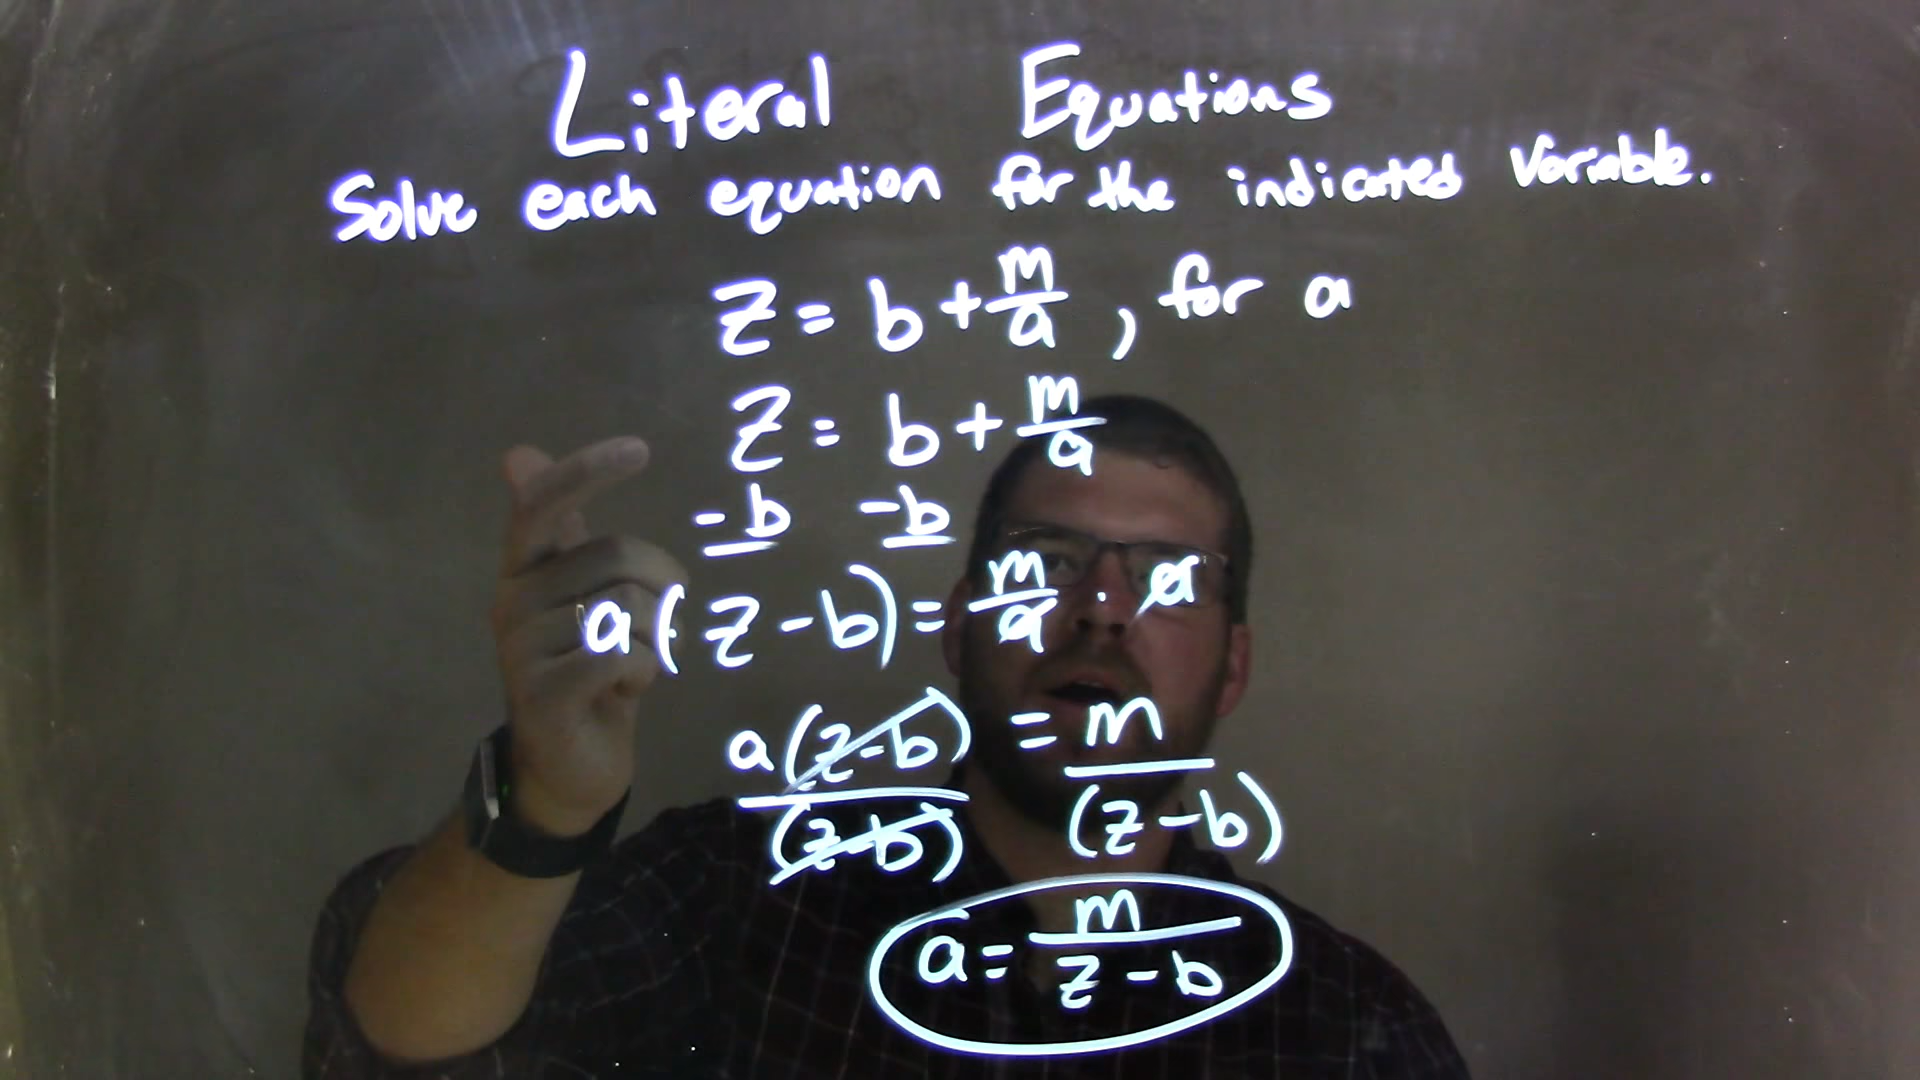 Literal Equations
Solve each equation for the indicated variable.
z = b + m/a , for a
z = b + m/a
-b -b
a(z - b) = m/a · a
a(z-b)/(z-b) = m/(z-b)
a = m/(z-b)